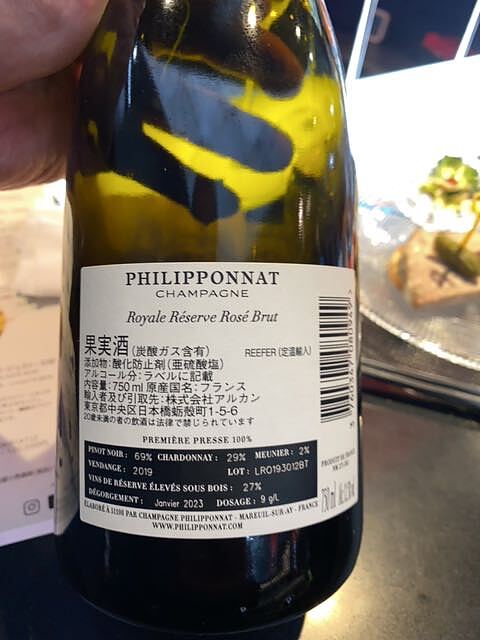 PHILIPPONNAT
CHAMPAGNE
Royale Réserve Rosé Brut
果実酒 (炭酸ガス含有) REEFER (定温輸入)
添加物:酸化防止剤(亜硫酸塩)
アルコール分:ラベルに記載
内容量:750ml 原産国名:フランス
輸入者及び引取先:株式会社アルカン
東京都中央区日本橋蛎殻町1-5-6
20歳未満の者の飲酒は法律で禁じられています
PREMIÈRE PRESSE 100%
PINOT NOIR: 69% CHARDONNAY: 29% MEUNIER: 2%
VENDANGE: 2019 LOT: LRO193012BT
VINS DE RÉSERVE ÉLEVÉS SOUS BOIS: 27%
DÉGORGEMENT: Janvier 2023 DOSAGE: 9 g/L
ÉLABORÉ À 51160 PAR CHAMPAGNE PHILIPPONNAT - MAREUIL-SUR-AY - FRANCE
WWW.PHILIPPONNAT.COM
PRODUCE OF FRANCE
750ml